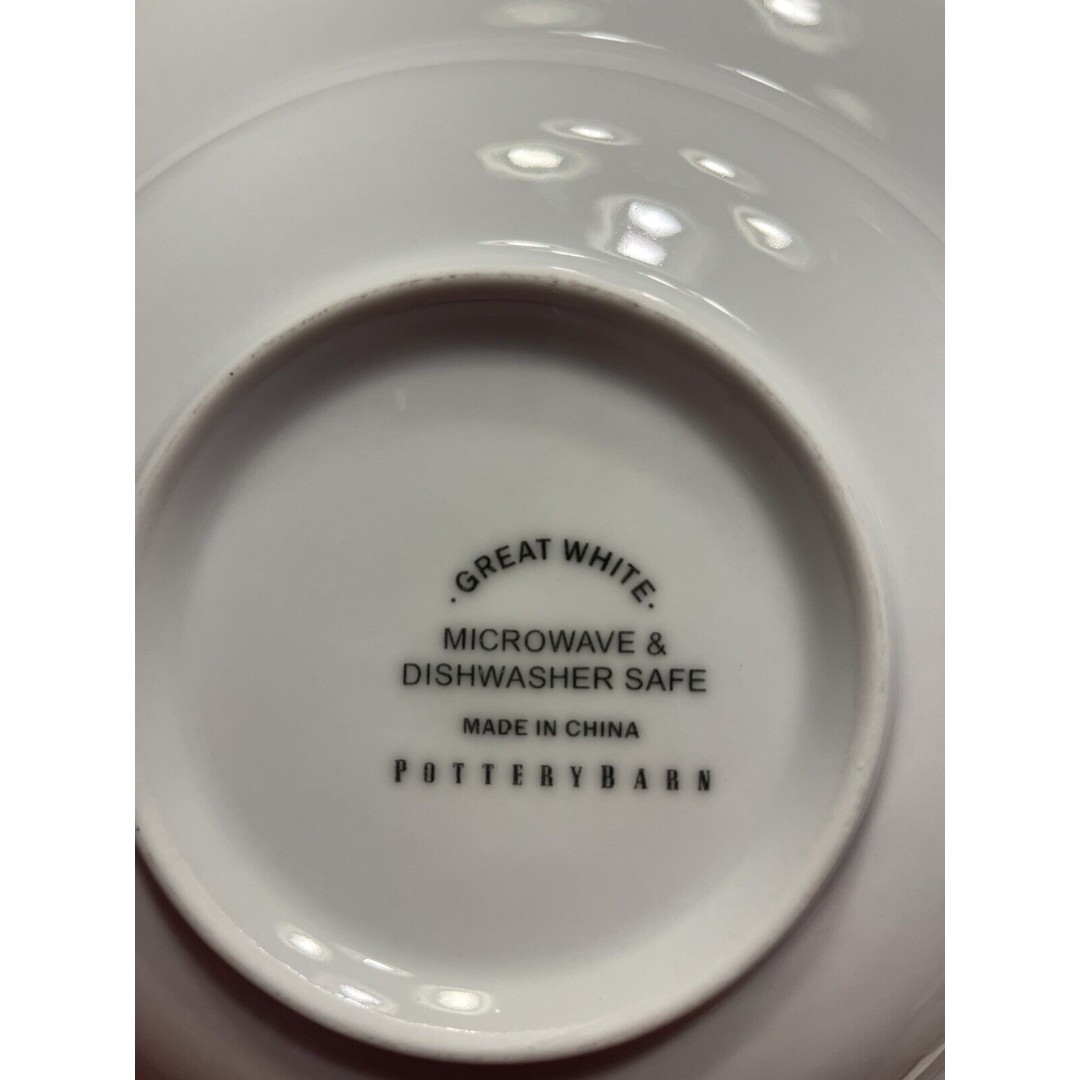 · GREAT WHITE ·
MICROWAVE &
DISHWASHER SAFE
MADE IN CHINA
POTTERYBARN